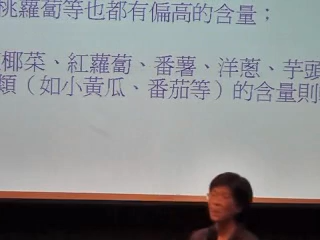 桃蘿蔔等也都有偏高的含量；
椰菜、紅蘿蔔、番薯、洋蔥、芋頭
類（如小黃瓜、番茄等）的含量則